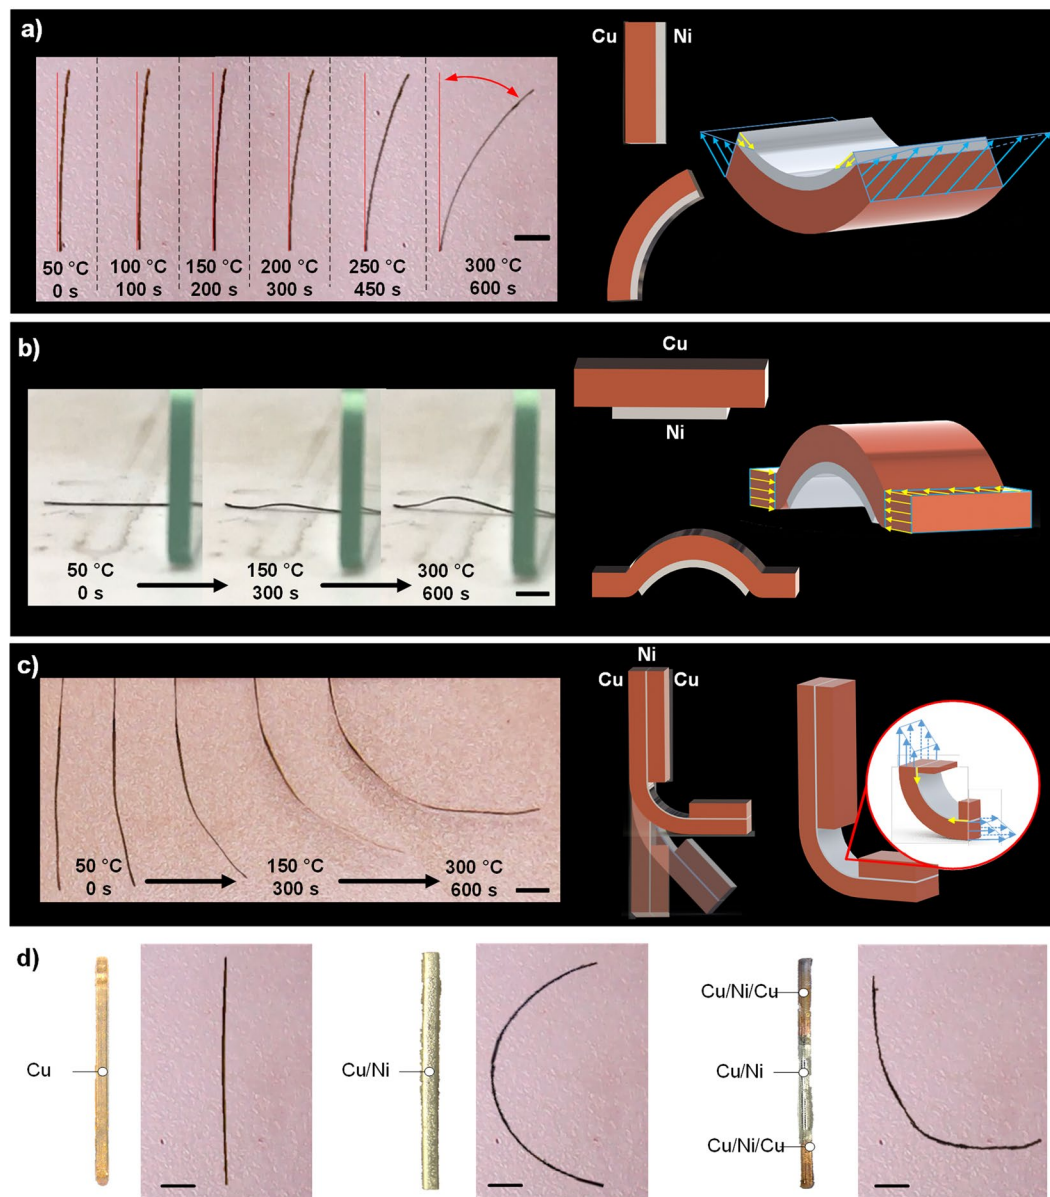 a)
Cu Ni
50 °C 100 °C 150 °C 200 °C 250 °C 300 °C
0 s 100 s 200 s 300 s 450 s 600 s
b)
Cu
Ni
50 °C 150 °C 300 °C
0 s 300 s 600 s
c)
Ni
Cu Cu
50 °C 150 °C 300 °C
0 s 300 s 600 s
d)
Cu/Ni/Cu
Cu Cu/Ni Cu/Ni
Cu/Ni/Cu